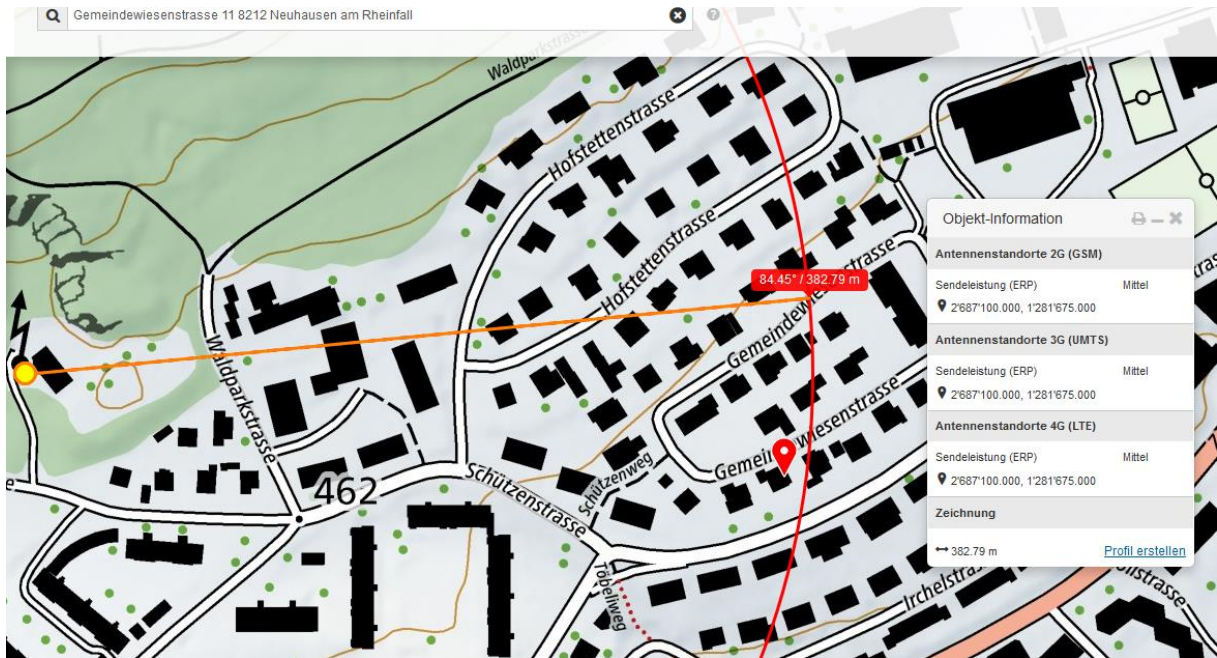 Gemeindewiesenstrasse 11 8212 Neuhausen am Rheinfall
Waldparkstrasse
Hofstettenstrasse
Objekt-Information
Antennenstandorte 2G (GSM)
Sendeleistung (ERP) Mittel
2'687'100.000, 1'281'675.000
Antennenstandorte 3G (UMTS)
Sendeleistung (ERP) Mittel
2'687'100.000, 1'281'675.000
Antennenstandorte 4G (LTE)
Sendeleistung (ERP) Mittel
2'687'100.000, 1'281'675.000
Zeichnung
382.79 m Profil erstellen
84.45° / 382.79 m
Hofstettenstrasse
Gemeindewiesenstrasse
Waldparkstrasse
Gemeindewiesenstrasse
Schützenweg
462
Schützenstrasse
Töbeliweg
Irchelstra